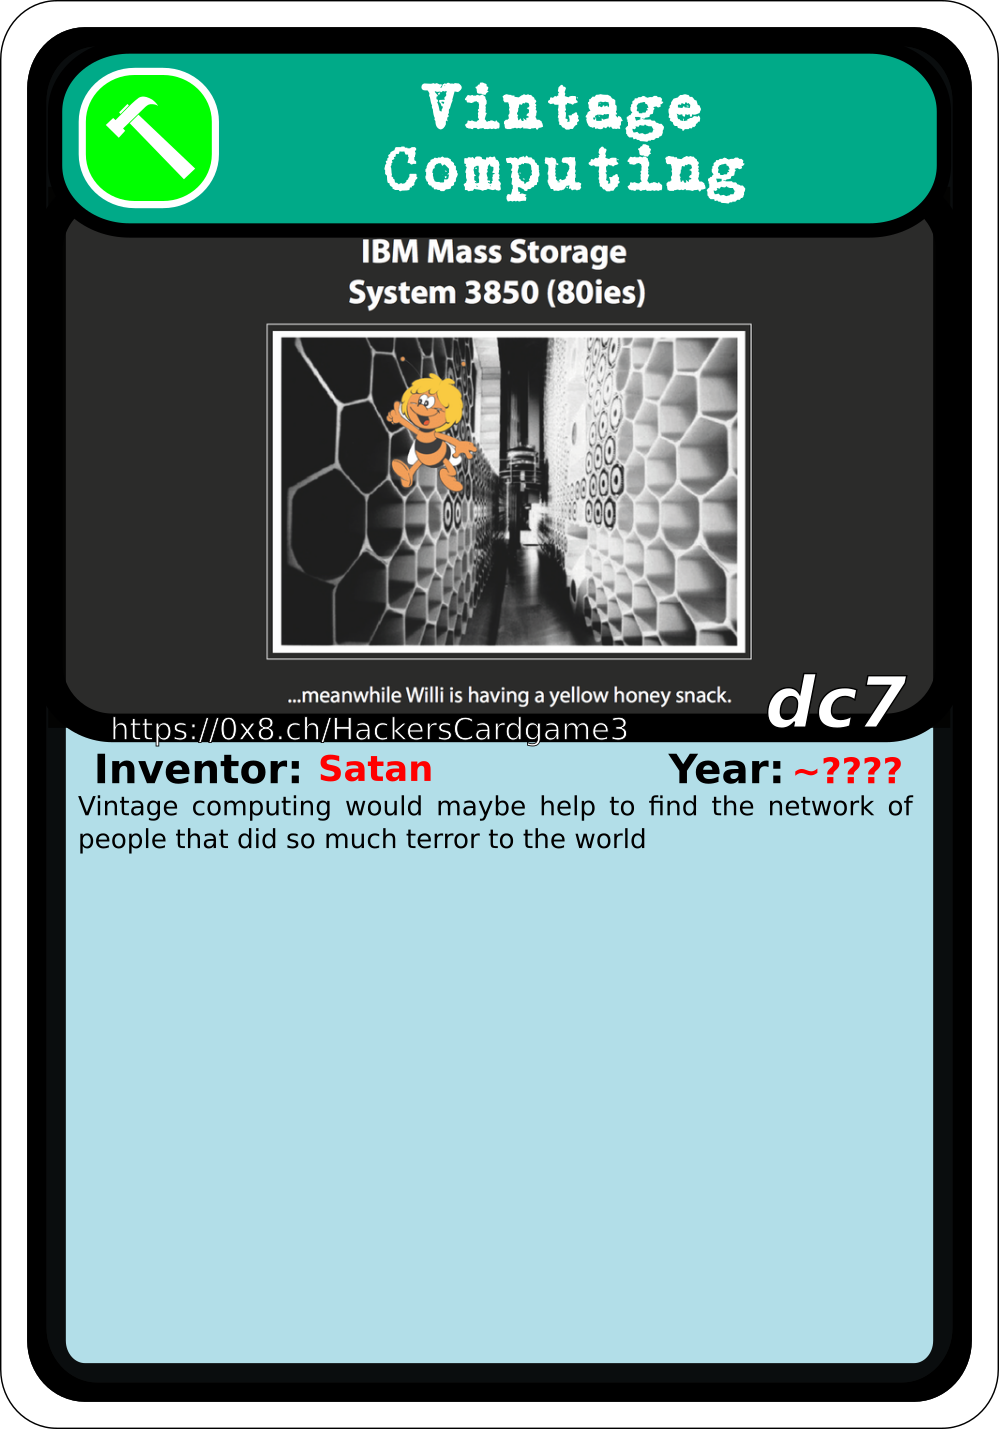 Vintage
Computing
IBM Mass Storage
System 3850 (80ies)
...meanwhile Willi is having a yellow honey snack.
dc7
https://0x8.ch/HackersCardgame3
Inventor: Satan Year: ~????
Vintage computing would maybe help to find the network of
people that did so much terror to the world